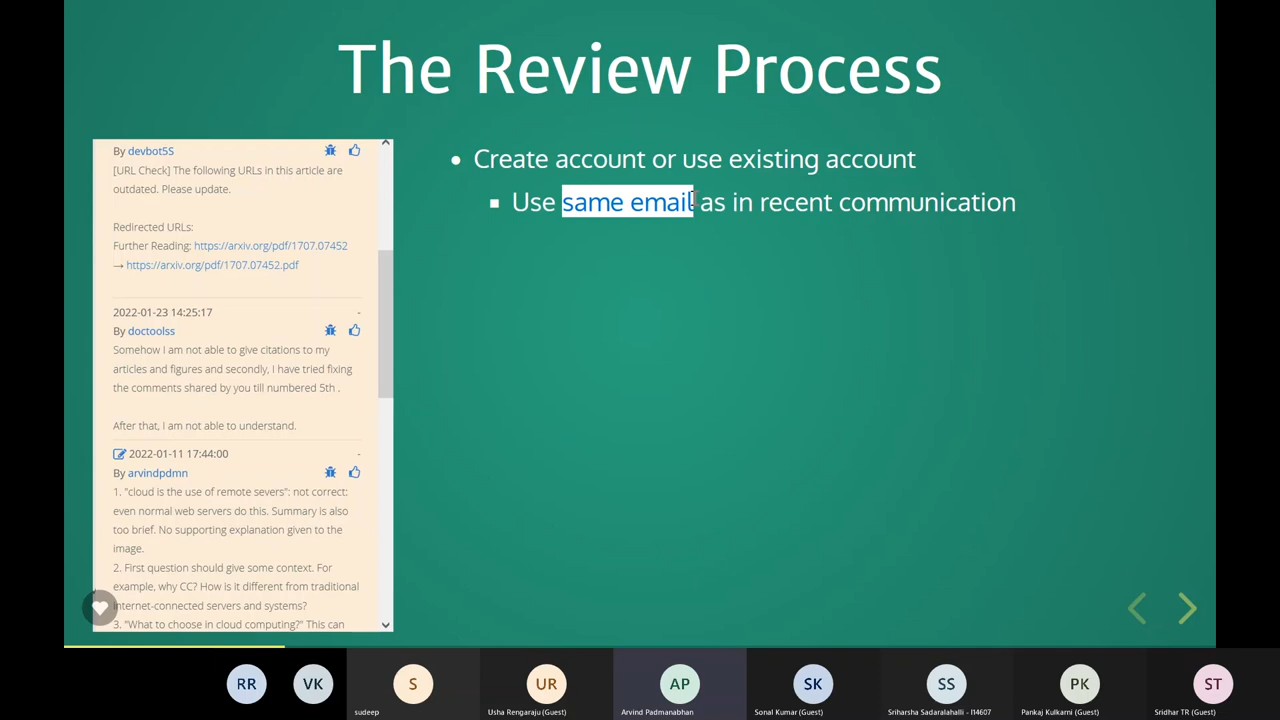 The Review Process
By devbot5S
[URL Check] The following URLs in this article are
outdated. Please update.
Redirected URLs:
Further Reading: https://arxiv.org/pdf/1707.07452
→ https://arxiv.org/pdf/1707.07452.pdf
2022-01-23 14:25:17 -
By doctoolss
Somehow I am not able to give citations to my
articles and figures and secondly, I have tried fixing
the comments shared by you till numbered 5th .
After that, I am not able to understand.
2022-01-11 17:44:00 -
By arvindpdmn
1. "cloud is the use of remote severs": not correct:
even normal web servers do this. Summary is also
too brief. No supporting explanation given to the
image.
2. First question should give some context. For
example, why CC? How is it different from traditional
internet-connected servers and systems?
3. "What to choose in cloud computing?" This can
• Create account or use existing account
▪ Use same email as in recent communication
RR
VK
S
UR
AP
SK
SS
PK
ST
sudeep
Usha Rengaraju (Guest)
Arvind Padmanabhan
Sonal Kumar (Guest)
Sriharsha Sadaralahalli - I14607
Pankaj Kulkarni (Guest)
Sridhar TR (Guest)